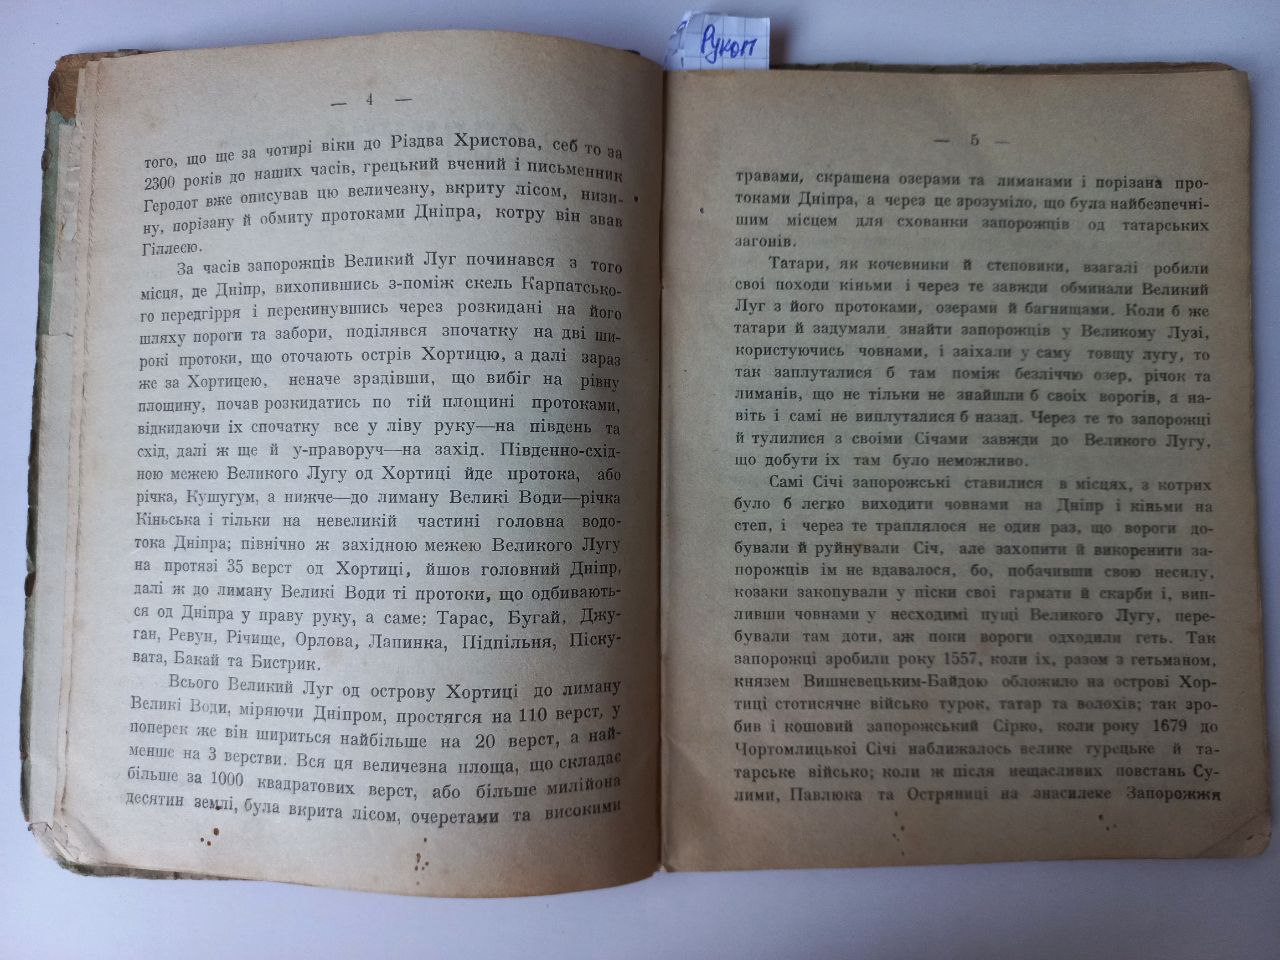 — 4 —
того, що ще за чотирі віки до Різдва Христова, себ то за
2300 років до наших часів, грецький вчений і письменник
Геродот вже описував цю величезну, вкриту лісом, низи-
ну, порізану й обмиту протоками Дніпра, котру він звав
Гіллеєю.
За часів запорожців Великий Луг починався з того
місця, де Дніпр, вихопившись з-поміж скель Карпатсько-
го передгірря і перекинувшись через розкидані на його
шляху пороги та забори, поділявся зпочатку на дві ши-
рокі протоки, що оточають острів Хортицю, а далі зараз
же за Хортицею, неначе зрадівши, що вибіг на рівну
площину, почав розкидатись по тій площині протоками,
відкидаючи іх спочатку все у ліву руку—на південь та
схід, далі ж ще й у-праворуч—на захід. Південно-схід-
ною межею Великого Лугу од Хортиці йде протока, або
річка, Кушугум, а нижче—до лиману Великі Води—річка
Кінська і тільки на невеликій частині головна водо-
тока Дніпра; північно ж західною межею Великого Лугу
на протязі 35 верст од Хортиці, йшов головний Дніпр,
далі ж до лиману Великі Води ті протоки, що одбивають-
ся од Дніпра у праву руку, а саме: Тарас, Бугай, Джу-
ган, Ревун, Річище, Орлова, Лапинка, Підпільня, Піску-
вата, Бакай та Бистрик.
Всього Великий Луг од острову Хортиці до лиману
Великі Води, міряючи Дніпром, простягся на 110 верст, у
поперек же він шириться найбільше на 20 верст, а най-
менше на 3 верстви. Вся ця величезна площа, що складає
більше за 1000 квадратових верст, або більше милійона
десятин землі, була вкрита лісом, очеретами та високими
Рукоп
— 5 —
травами, скрашена озерами та лиманами і порізана про-
токами Дніпра, а через це зрозуміло, що була найбезпечні-
шим місцем для схованки запорожців од татарських
загонів.
Татари, як кочевники й степовики, взагалі робили
свої походи кіньми і через те завжди обминали Великий
Луг з його протоками, озерами й багнищами. Коли б же
татари й задумали знайти запорожців у Великому Лузі,
користуючись човнами, і заїхали у саму товщу лугу, то
так заплуталися б там поміж безліччю озер, річок та
лиманів, що не тільки не знайшли б своїх ворогів, а на-
віть і самі не виплуталися б назад. Через те то запорожці
й тулилися з своїми Січами завжди до Великого Лугу,
що добути іх там було неможливо.
Самі Січі запорожські ставилися в місцях, з котрих
було б легко виходити човнами на Дніпр і кіньми на
степ, і через те траплялося не один раз, що вороги до-
бували й руйнували Січ, але захопити й викоренити за-
порожців їм не вдавалося, бо, побачивши свою несилу,
козаки закопували у піски свої гармати й скарби і, вип-
ливши човнами у несходимі пущі Великого Лугу, пере-
бували там доти, аж поки вороги одходили геть. Так
запорожці зробили року 1557, коли іх, разом з гетьманом,
князем Вишневецьким-Байдою обложило на острові Хор-
тиці стотисячне військо турок, татар та волохів; так зро-
бив і кошовий запорожський Сірко, коли року 1679 до
Чортомлицької Січі наближалось велике турецьке й та-
тарське військо; коли ж після нещасливих повстань Су-
лими, Павлюка та Остряниці на знасилеке Запорожжя